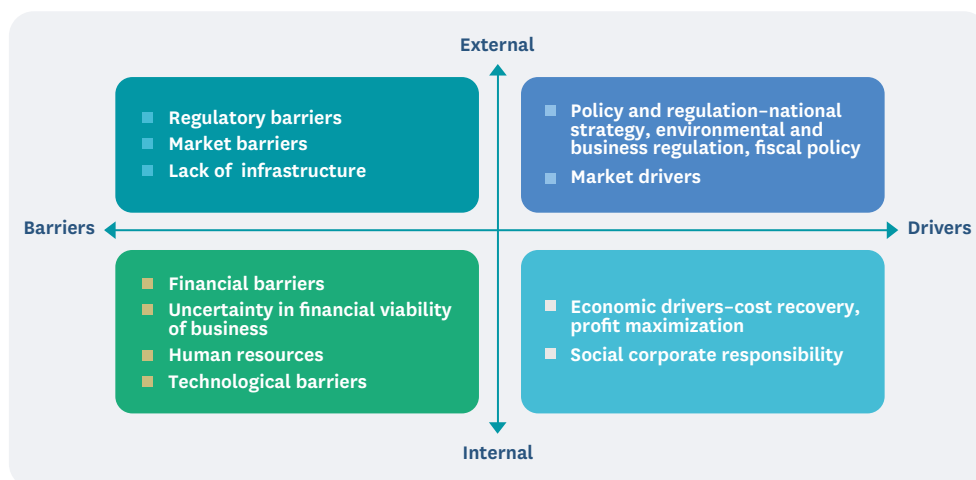 External
Regulatory barriers
Market barriers
Lack of infrastructure
Policy and regulation–national
strategy, environmental and
business regulation, fiscal policy
Market drivers
Barriers
Drivers
Financial barriers
Uncertainty in financial viability
of business
Human resources
Technological barriers
Economic drivers–cost recovery,
profit maximization
Social corporate responsibility
Internal